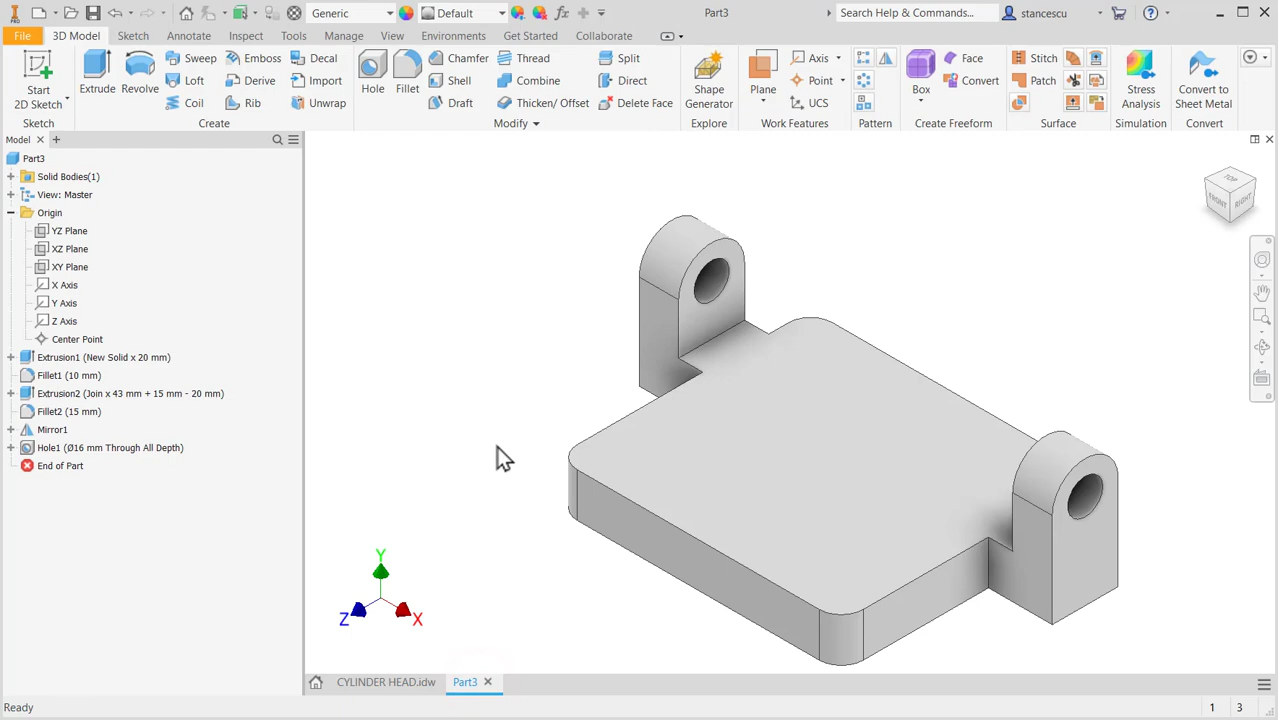 PRO
Generic
Default
Part3
Search Help & Commands...
stancescu
File
3D Model
Sketch
Annotate
Inspect
Tools
Manage
View
Environments
Get Started
Collaborate
Start
2D Sketch
Extrude
Revolve
Sweep
Loft
Coil
Emboss
Derive
Rib
Decal
Import
Unwrap
Hole
Fillet
Chamfer
Shell
Draft
Thread
Combine
Thicken/ Offset
Split
Direct
Delete Face
Shape
Generator
Plane
Axis
Point
UCS
Box
Face
Convert
Stitch
Patch
Stress
Analysis
Convert to
Sheet Metal
Sketch
Create
Modify
Explore
Work Features
Pattern
Create Freeform
Surface
Simulation
Convert
Model
Part3
Solid Bodies(1)
View: Master
Origin
YZ Plane
XZ Plane
XY Plane
X Axis
Y Axis
Z Axis
Center Point
Extrusion1 (New Solid x 20 mm)
Fillet1 (10 mm)
Extrusion2 (Join x 43 mm + 15 mm - 20 mm)
Fillet2 (15 mm)
Mirror1
Hole1 (Ø16 mm Through All Depth)
End of Part
TOP
FRONT
RIGHT
Y
Z
X
CYLINDER HEAD.idw
Part3
Ready
1
3